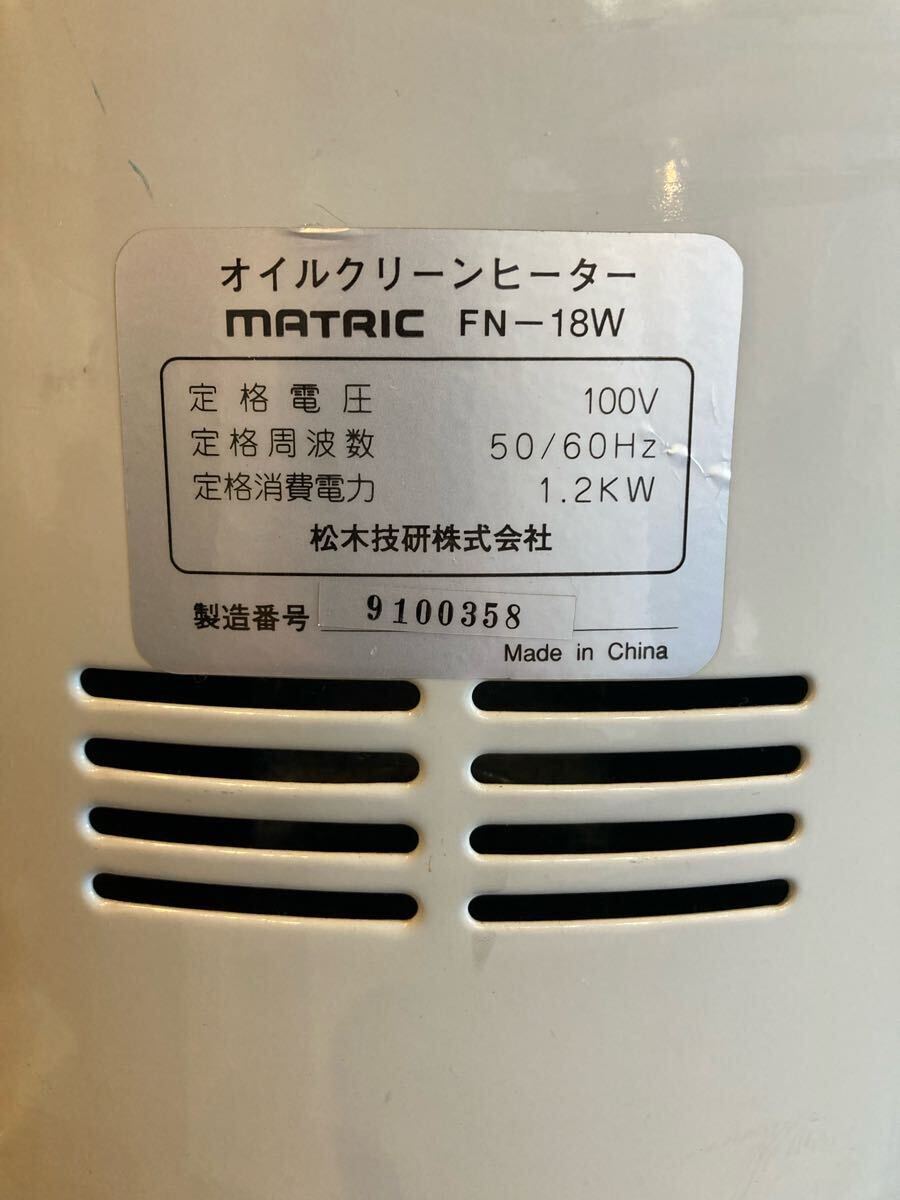 オイルクリーンヒーター
MATRIC FN-18W
定格電圧 100V
定格周波数 50/60Hz
定格消費電力 1.2KW
松木技研株式会社
製造番号 9100358
Made in China